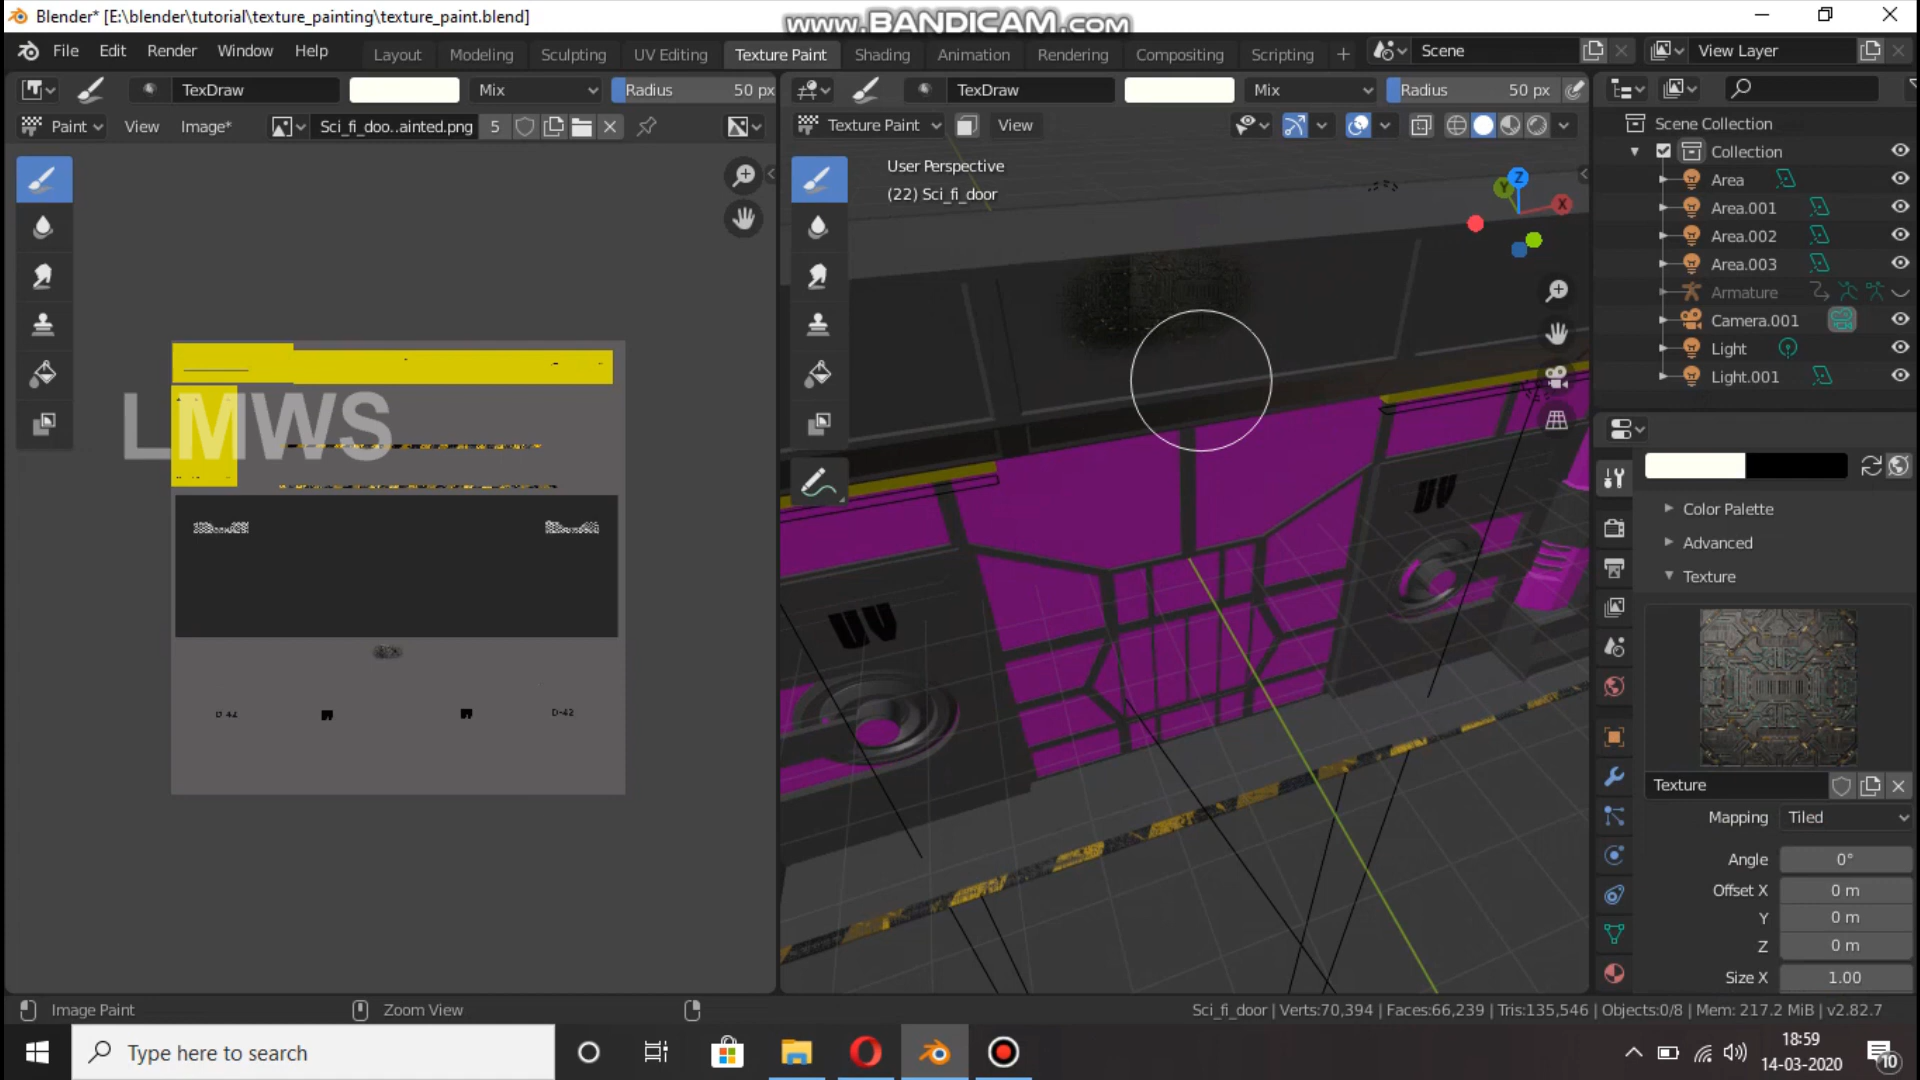 Blender* [E:\blender\tutorial\texture_painting\texture_paint.blend]
www.BANDICAM.com
File Edit Render Window Help
Layout Modeling Sculpting UV Editing Texture Paint Shading Animation Rendering Compositing Scripting +
Scene
View Layer
TexDraw Mix Radius 50 px
TexDraw Mix Radius 50 px
Paint View Image* Sci_fi_doo..ainted.png 5
Texture Paint View
User Perspective
(22) Sci_fi_door
Z
Y
X
Scene Collection
Collection
Area
Area.001
Area.002
Area.003
Armature
Camera.001
Light
Light.001
LMWS
D-42
D-42
UV
UV
Color Palette
Advanced
Texture
Texture
Mapping Tiled
Angle 0°
Offset X 0 m
Y 0 m
Z 0 m
Size X 1.00
Image Paint
Zoom View
Sci_fi_door | Verts:70,394 | Faces:66,239 | Tris:135,546 | Objects:0/8 | Mem: 217.2 MiB | v2.82.7
Type here to search
18:59
14-03-2020
10